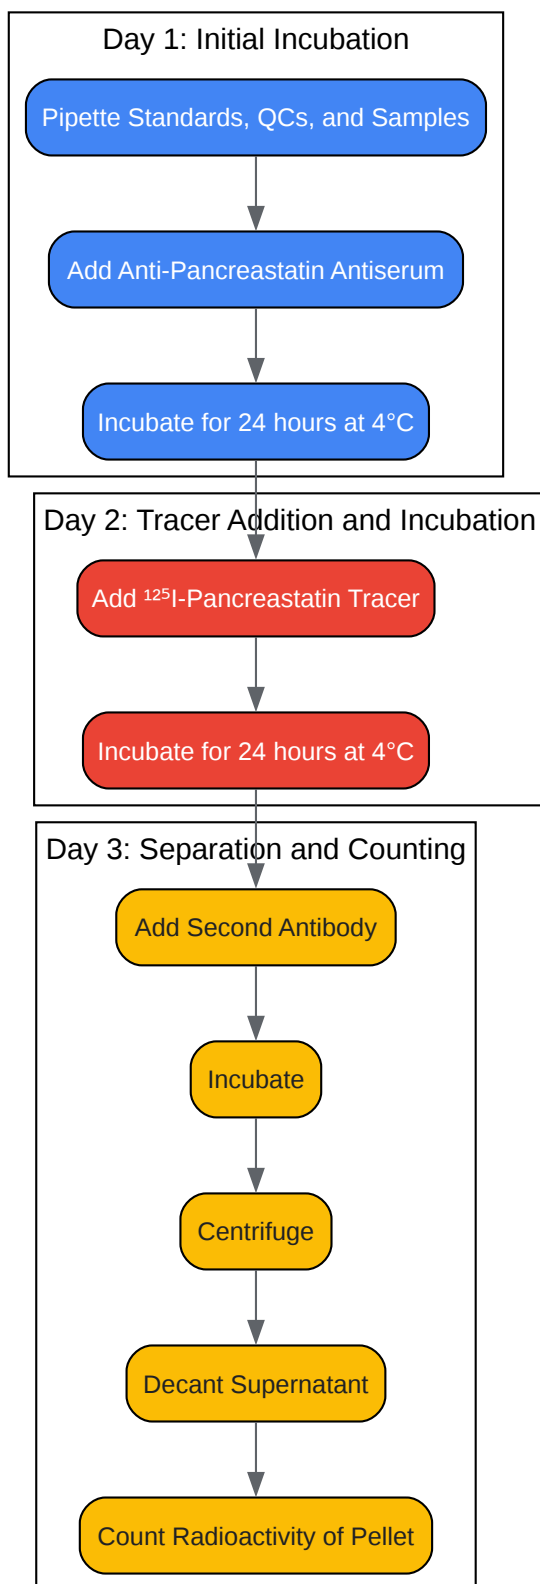 Day 1: Initial Incubation
Pipette Standards, QCs, and Samples
Add Anti-Pancreastatin Antiserum
Incubate for 24 hours at 4°C
Day 2: Tracer Addition and Incubation
Add ¹²⁵I-Pancreastatin Tracer
Incubate for 24 hours at 4°C
Day 3: Separation and Counting
Add Second Antibody
Incubate
Centrifuge
Decant Supernatant
Count Radioactivity of Pellet